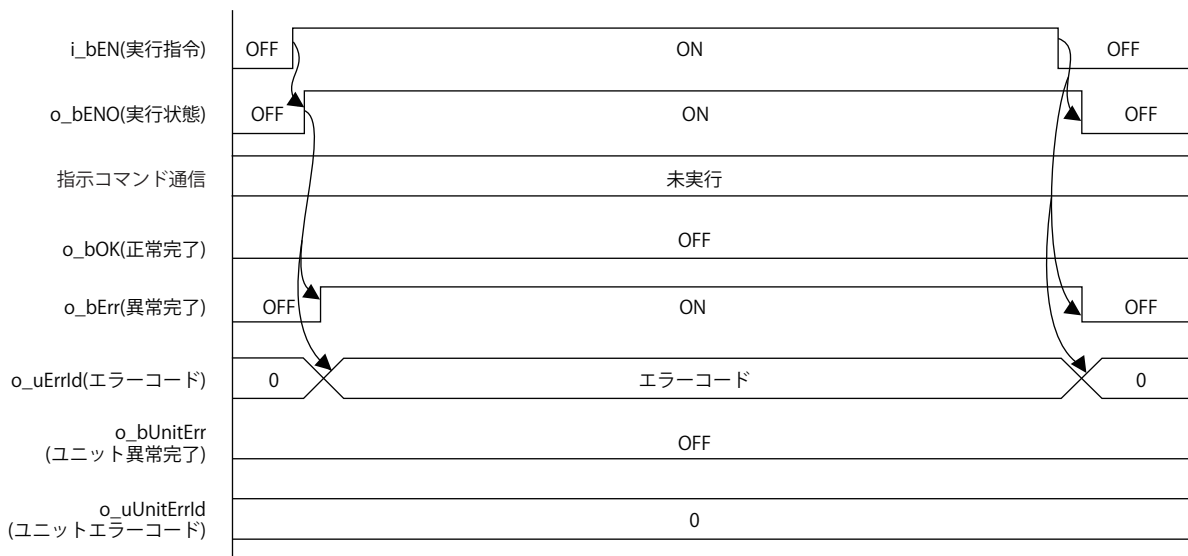 i_bEN(実行指令) OFF ON OFF
o_bENO(実行状態) OFF ON OFF
指示コマンド通信 未実行
o_bOK(正常完了) OFF
o_bErr(異常完了) OFF ON OFF
o_uErrId(エラーコード) 0 エラーコード 0
o_bUnitErr
(ユニット異常完了) OFF
o_uUnitErrId
(ユニットエラーコード) 0